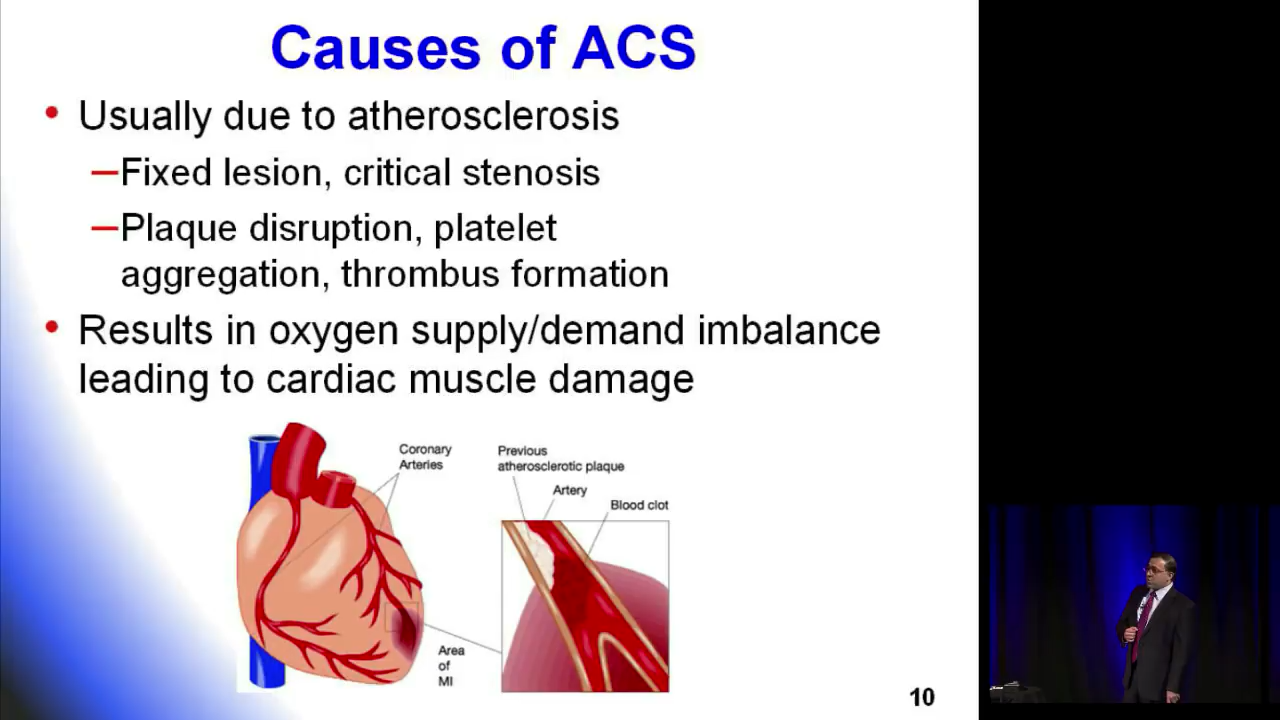 Causes of ACS
• Usually due to atherosclerosis
–Fixed lesion, critical stenosis
–Plaque disruption, platelet
aggregation, thrombus formation
• Results in oxygen supply/demand imbalance
leading to cardiac muscle damage
Coronary
Arteries
Previous
atherosclerotic plaque
Artery
Blood clot
Area
of
MI
10